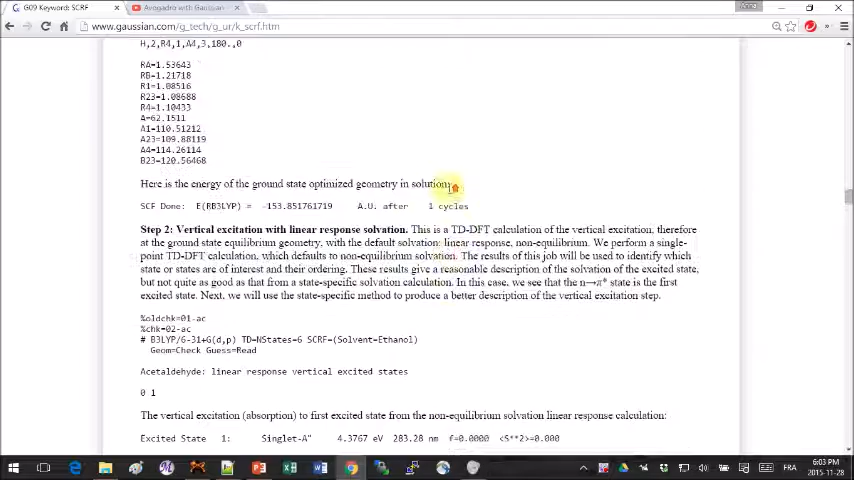 G09 Keyword: SCRF
Avogadro with Gaussian -
Anna
www.gaussian.com/g_tech/g_ur/k_scrf.htm
H,2,R4,1,A4,3,180.,0
RA=1.53643
RB=1.21718
R1=1.08516
R23=1.08688
R4=1.10433
A=62.1511
A1=110.51212
A23=109.88119
A4=114.26114
B23=120.56468
Here is the energy of the ground state optimized geometry in solution:
SCF Done: E(RB3LYP) = -153.851761719 A.U. after 1 cycles
Step 2: Vertical excitation with linear response solvation. This is a TD-DFT calculation of the vertical excitation, therefore
at the ground state equilibrium geometry, with the default solvation: linear response, non-equilibrium. We perform a single-
point TD-DFT calculation, which defaults to non-equilibrium solvation. The results of this job will be used to identify which
state or states are of interest and their ordering. These results give a reasonable description of the solvation of the excited state,
but not quite as good as that from a state-specific solvation calculation. In this case, we see that the n→π* state is the first
excited state. Next, we will use the state-specific method to produce a better description of the vertical excitation step.
%oldchk=01-ac
%chk=02-ac
# B3LYP/6-31+G(d,p) TD=NStates=6 SCRF=(Solvent=Ethanol)
Geom=Check Guess=Read
Acetaldehyde: linear response vertical excited states
0 1
The vertical excitation (absorption) to first excited state from the non-equilibrium solvation linear response calculation:
Excited State 1: Singlet-A" 4.3767 eV 283.28 nm f=0.0000 <S**2>=0.000
FRA
6:03 PM
2015-11-28